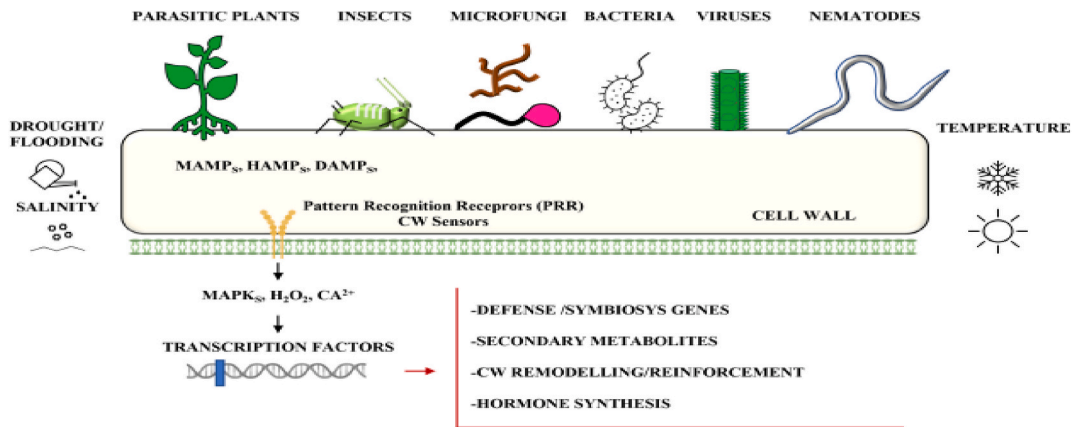 PARASITIC PLANTS
INSECTS
MICROFUNGI
BACTERIA
VIRUSES
NEMATODES
DROUGHT/
FLOODING
SALINITY
TEMPERATURE
MAMPS, HAMPS, DAMPS,
Pattern Recognition Receprors (PRR)
CW Sensors
CELL WALL
MAPKS, H2O2, CA2+
TRANSCRIPTION FACTORS
-DEFENSE /SYMBIOSYS GENES
-SECONDARY METABOLITES
-CW REMODELLING/REINFORCEMENT
-HORMONE SYNTHESIS